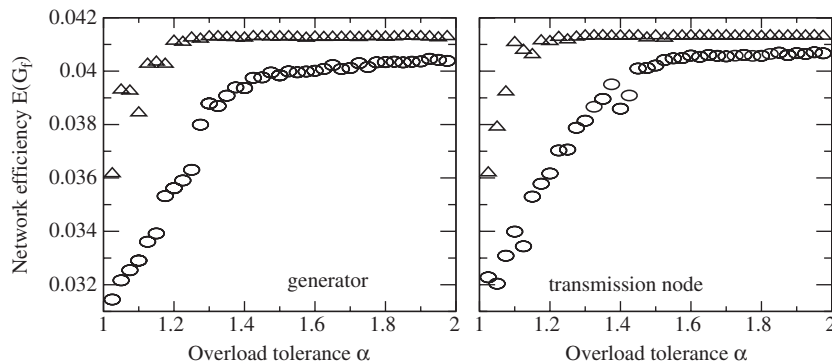 Network efficiency E(G_f)
0.042
0.04
0.038
0.036
0.034
0.032
generator
transmission node
1 1.2 1.4 1.6 1.8 2
1 1.2 1.4 1.6 1.8 2
Overload tolerance α
Overload tolerance α